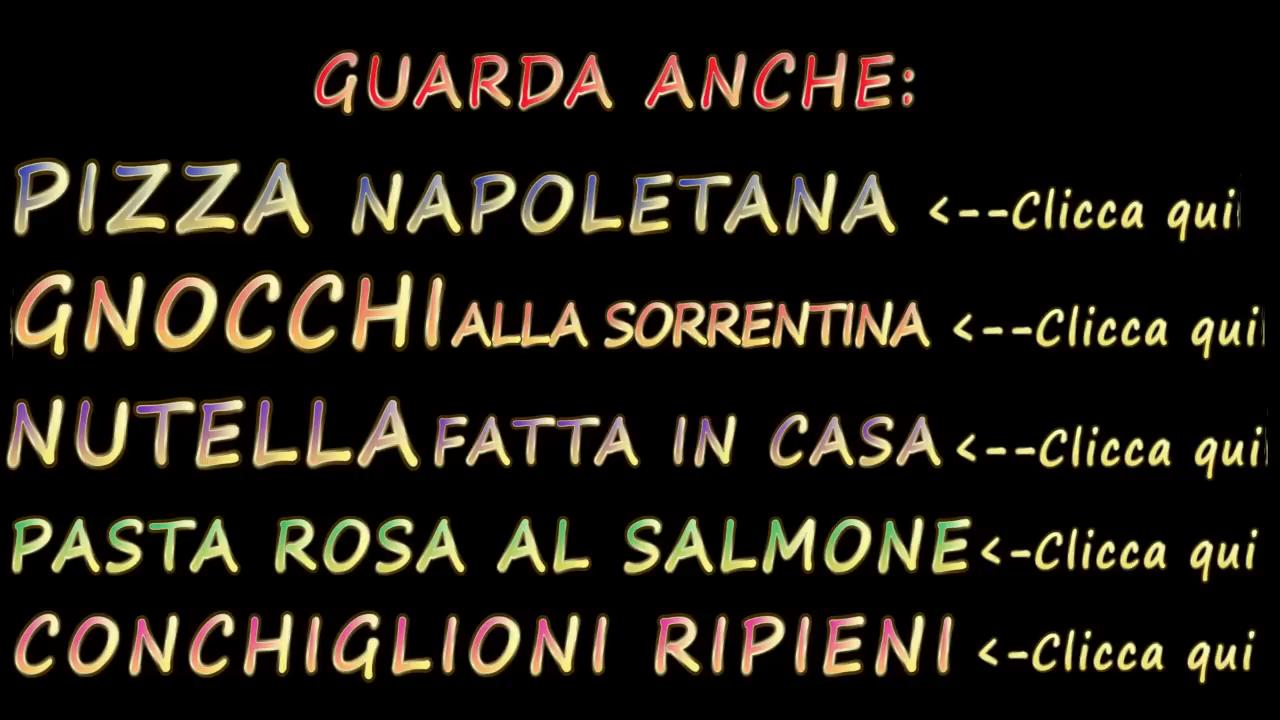 GUARDA ANCHE:
PIZZA NAPOLETANA <--Clicca qui
GNOCCHI ALLA SORRENTINA <--Clicca qui
NUTELLA FATTA IN CASA <--Clicca qui
PASTA ROSA AL SALMONE <-Clicca qui
CONCHIGLIONI RIPIENI <-Clicca qui